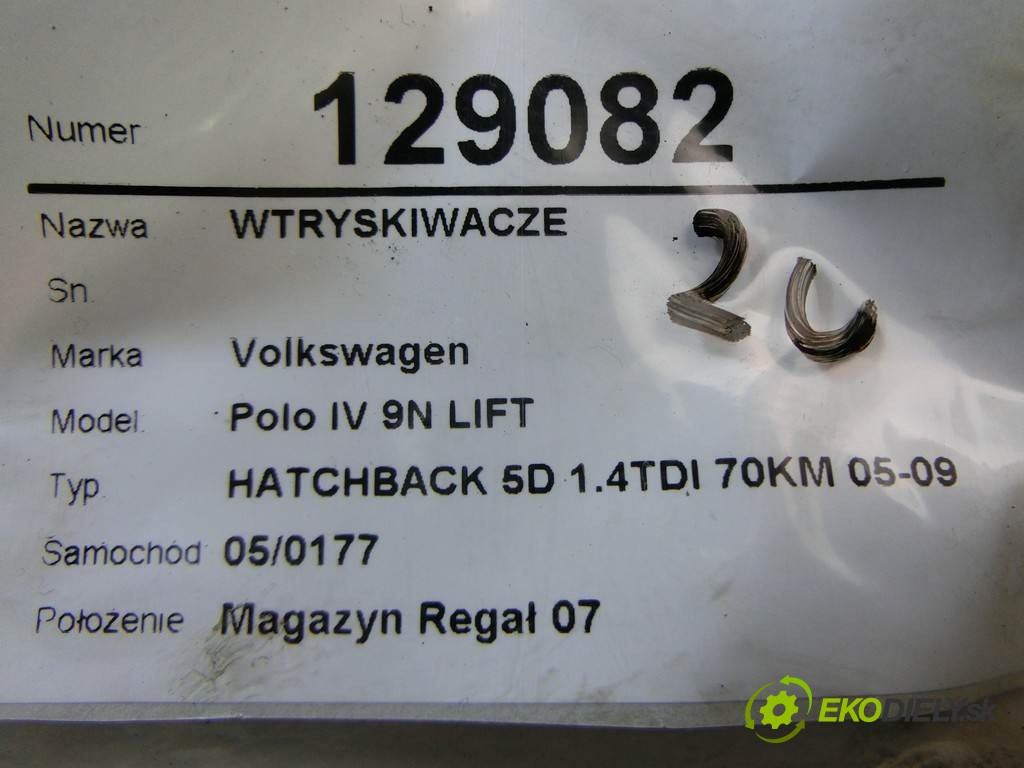 Numer 129082
Nazwa WTRYSKIWACZE
Sn.
Marka Volkswagen
Model. Polo IV 9N LIFT
Typ HATCHBACK 5D 1.4TDI 70KM 05-09
Samochód 05/0177
Położenie Magazyn Regał 07
EKODIELY.sk